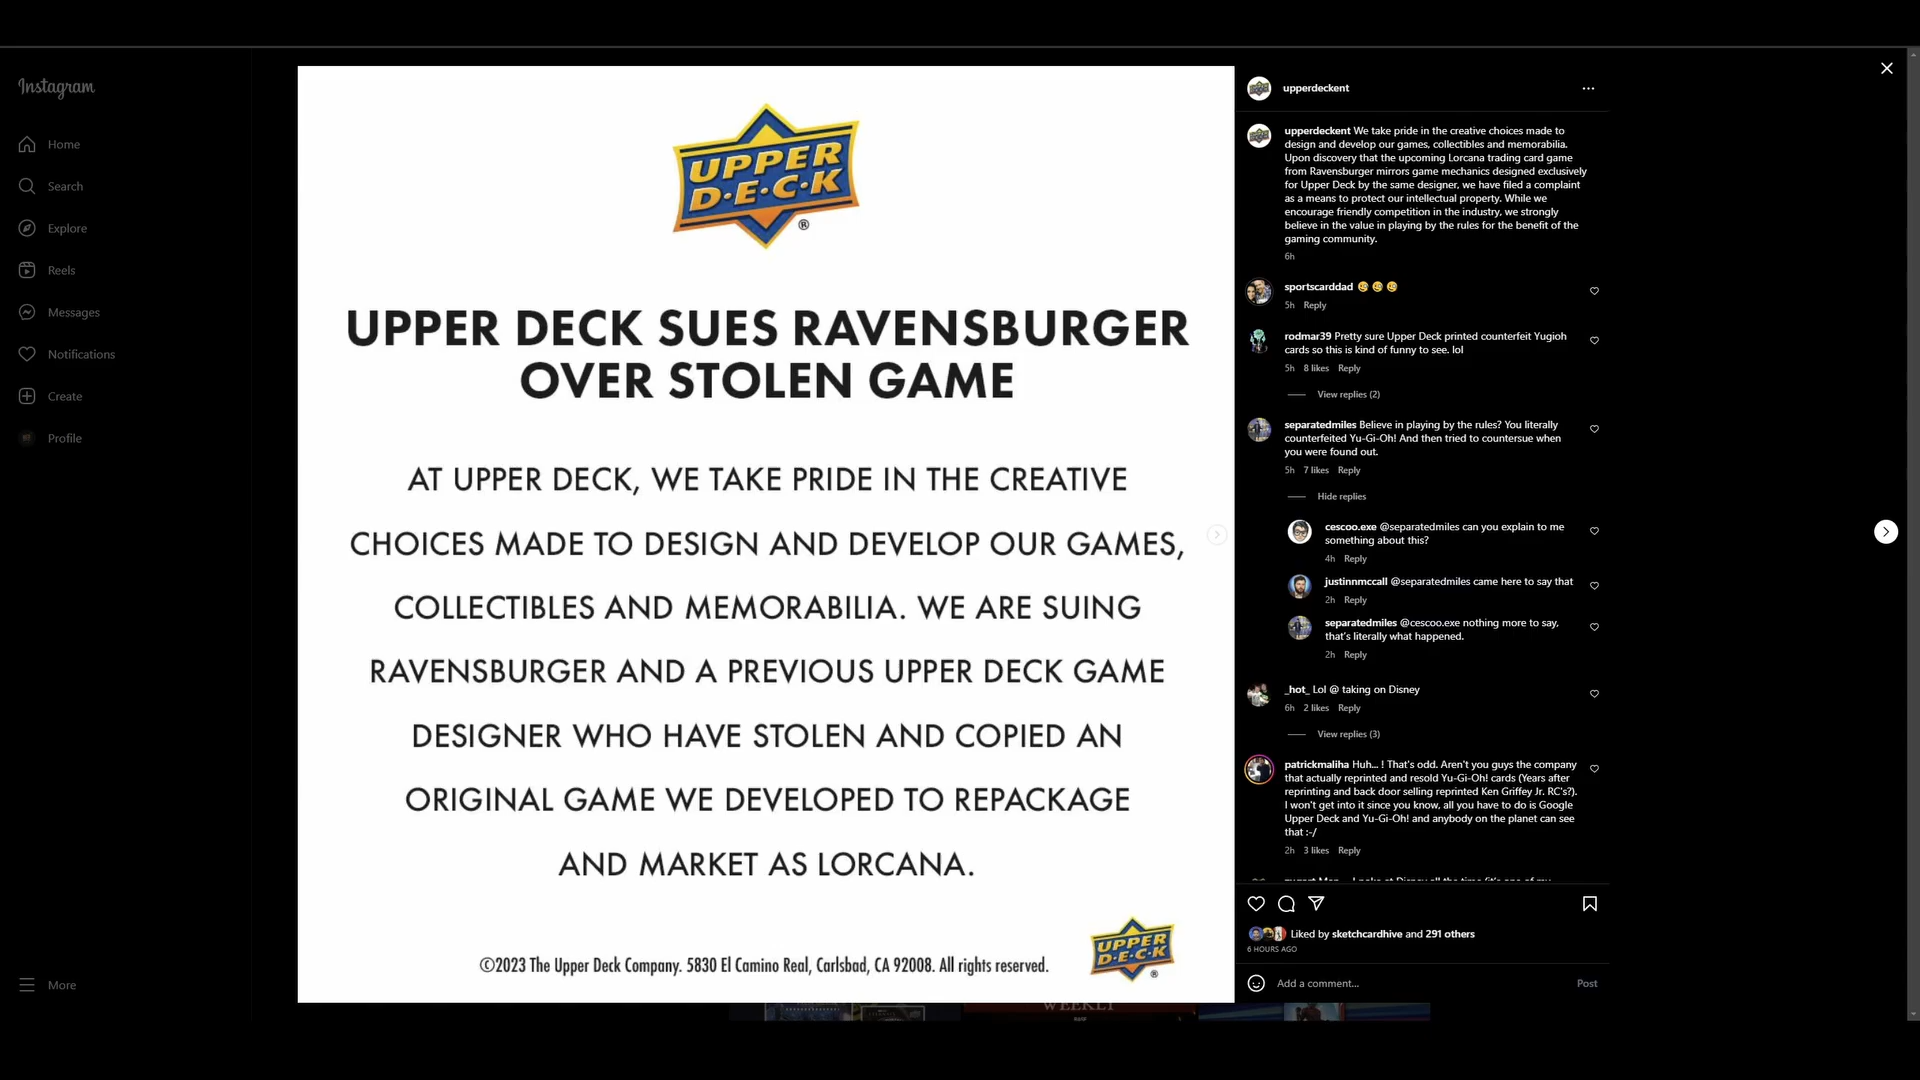 Instagram
Home
Search
Explore
Reels
Messages
Notifications
Create
Profile
More
UPPER
D·E·C·K
®
UPPER DECK SUES RAVENSBURGER
OVER STOLEN GAME
AT UPPER DECK, WE TAKE PRIDE IN THE CREATIVE
CHOICES MADE TO DESIGN AND DEVELOP OUR GAMES,
COLLECTIBLES AND MEMORABILIA. WE ARE SUING
RAVENSBURGER AND A PREVIOUS UPPER DECK GAME
DESIGNER WHO HAVE STOLEN AND COPIED AN
ORIGINAL GAME WE DEVELOPED TO REPACKAGE
AND MARKET AS LORCANA.
©2023 The Upper Deck Company. 5830 El Camino Real, Carlsbad, CA 92008. All rights reserved.
UPPER
D·E·C·K
®
WEEKLY
upperdeckent
upperdeckent We take pride in the creative choices made to
design and develop our games, collectibles and memorabilia.
Upon discovery that the upcoming Lorcana trading card game
from Ravensburger mirrors game mechanics designed exclusively
for Upper Deck by the same designer, we have filed a complaint
as a means to protect our intellectual property. While we
encourage friendly competition in the industry, we strongly
believe in the value in playing by the rules for the benefit of the
gaming community.
6h
sportscarddad
5h Reply
rodmar39 Pretty sure Upper Deck printed counterfeit Yugioh
cards so this is kind of funny to see. lol
5h 8 likes Reply
View replies (2)
separatedmiles Believe in playing by the rules? You literally
counterfeited Yu-Gi-Oh! And then tried to countersue when
you were found out.
5h 7 likes Reply
Hide replies
cescoo.exe @separatedmiles can you explain to me
something about this?
4h Reply
justinnmccall @separatedmiles came here to say that
2h Reply
separatedmiles @cescoo.exe nothing more to say,
that's literally what happened.
2h Reply
_hot_ Lol @ taking on Disney
6h 2 likes Reply
View replies (3)
patrickmaliha Huh... ! That's odd. Aren't you guys the company
that actually reprinted and resold Yu-Gi-Oh! cards (Years after
reprinting and back door selling reprinted Ken Griffey Jr. RC's?).
I won't get into it since you know, all you have to do is Google
Upper Deck and Yu-Gi-Oh! and anybody on the planet can see
that :-/
2h 3 likes Reply
Liked by sketchcardhive and 291 others
6 HOURS AGO
Add a comment...
Post